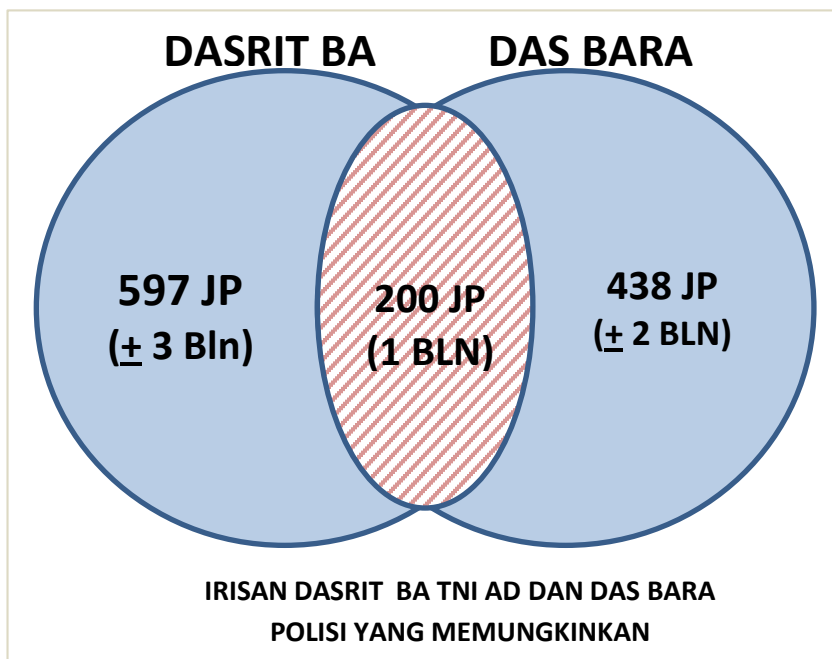 DASRIT BA
DAS BARA
597 JP
(± 3 Bln)
200 JP
(1 BLN)
438 JP
(± 2 BLN)
IRISAN DASRIT BA TNI AD DAN DAS BARA
POLISI YANG MEMUNGKINKAN